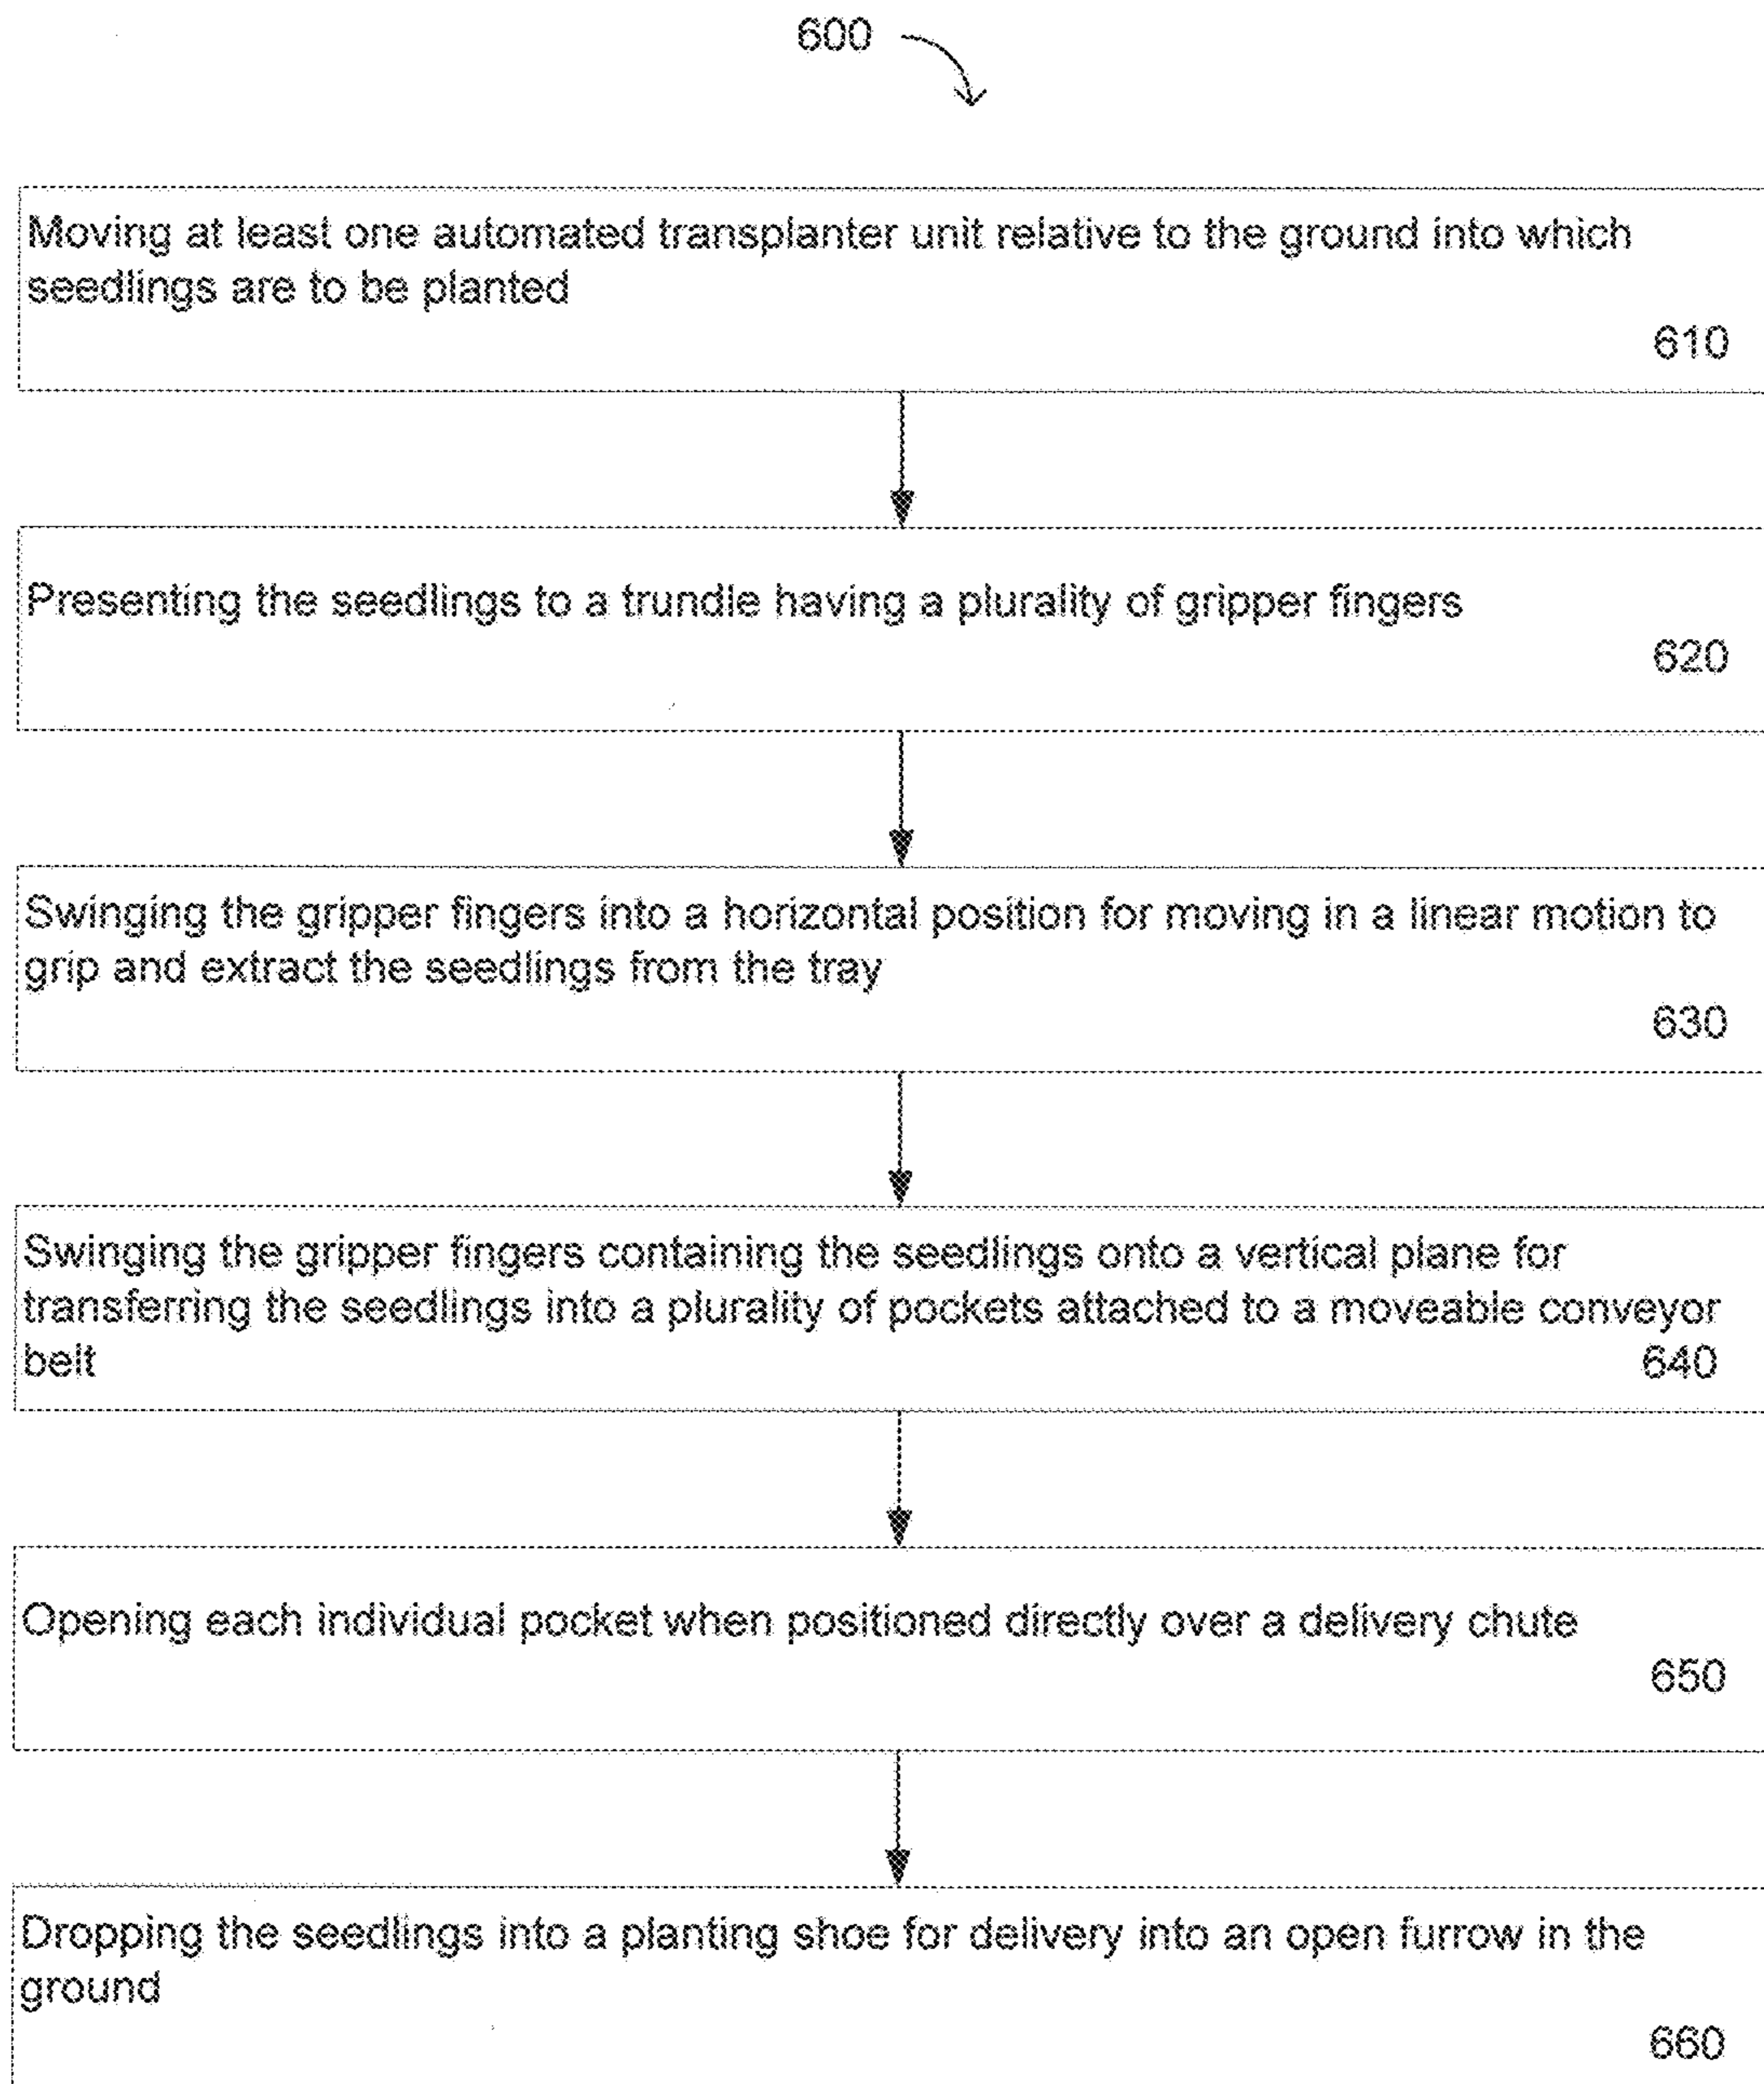 600
Moving at least one automated transplanter unit relative to the ground into which
seedlings are to be planted
610
Presenting the seedlings to a trundle having a plurality of gripper fingers
620
Swinging the gripper fingers into a horizontal position for moving in a linear motion to
grip and extract the seedlings from the tray
630
Swinging the gripper fingers containing the seedlings onto a vertical plane for
transferring the seedlings into a plurality of pockets attached to a moveable conveyor
belt 640
Opening each individual pocket when positioned directly over a delivery chute
650
Dropping the seedlings into a planting shoe for delivery into an open furrow in the
ground
660